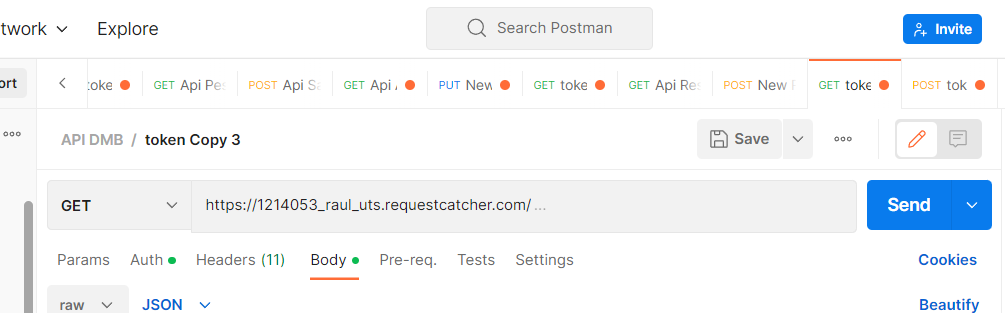 twork Explore Search Postman Invite
ort toke GET Api Pe POST Api Sa GET Api PUT New GET toke GET Api Re POST New GET toke POST tok
API DMB / token Copy 3 Save
GET https://1214053_raul_uts.requestcatcher.com/ ... Send
Params Auth Headers (11) Body Pre-req. Tests Settings Cookies
raw JSON Beautify